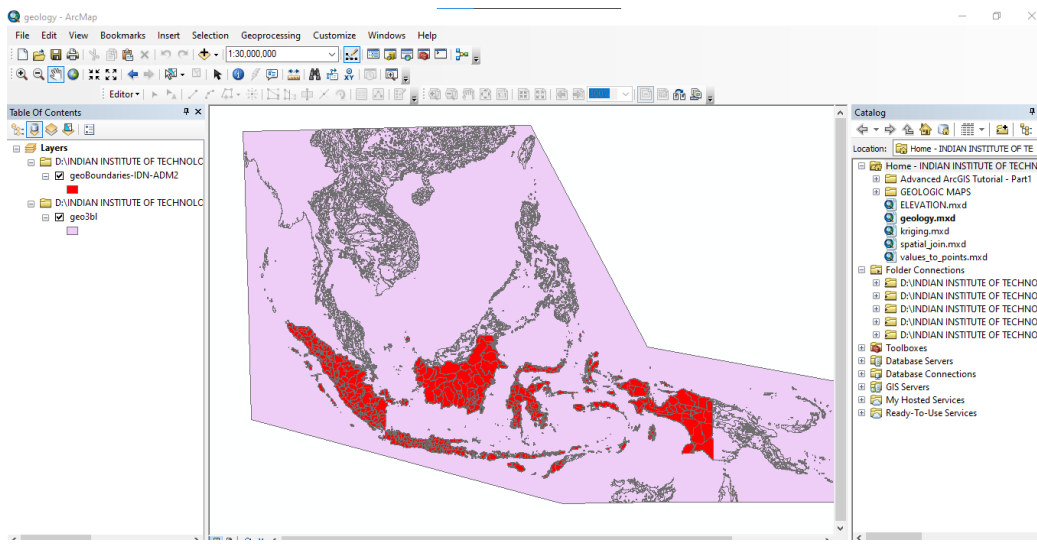 geology - ArcMap
File Edit View Bookmarks Insert Selection Geoprocessing Customize Windows Help
1:30,000,000
Editor
Table Of Contents
Layers
D:\INDIAN INSTITUTE OF TECHNOLO
geoBoundaries-IDN-ADM2
D:\INDIAN INSTITUTE OF TECHNOLO
geo3bl
Catalog
Location: Home - INDIAN INSTITUTE OF TE
Home - INDIAN INSTITUTE OF TECHN
Advanced ArcGIS Tutorial - Part1
GEOLOGIC MAPS
ELEVATION.mxd
geology.mxd
kriging.mxd
spatial_join.mxd
values_to_points.mxd
Folder Connections
D:\INDIAN INSTITUTE OF TECHNO
D:\INDIAN INSTITUTE OF TECHNO
D:\INDIAN INSTITUTE OF TECHNO
D:\INDIAN INSTITUTE OF TECHNO
D:\INDIAN INSTITUTE OF TECHNO
Toolboxes
Database Servers
Database Connections
GIS Servers
My Hosted Services
Ready-To-Use Services